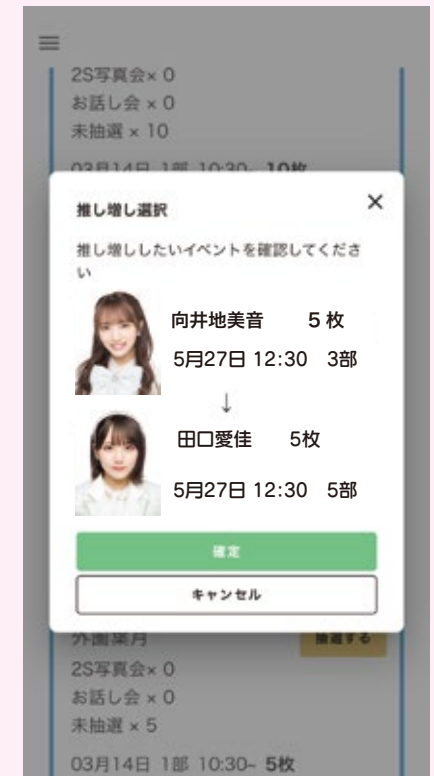 2S写真会× 0
お話し会 × 0
未抽選 × 10
03月14日 1部 10:30~ 10枚
推し増し選択
推し増ししたいイベントを確認してくださ
い
向井地美音 5 枚
5月27日 12:30 3部
↓
田口愛佳 5枚
5月27日 12:30 5部
確定
キャンセル
外園葉月 抽選する
2S写真会× 0
お話し会 × 0
未抽選 × 5
03月14日 1部 10:30~ 5枚